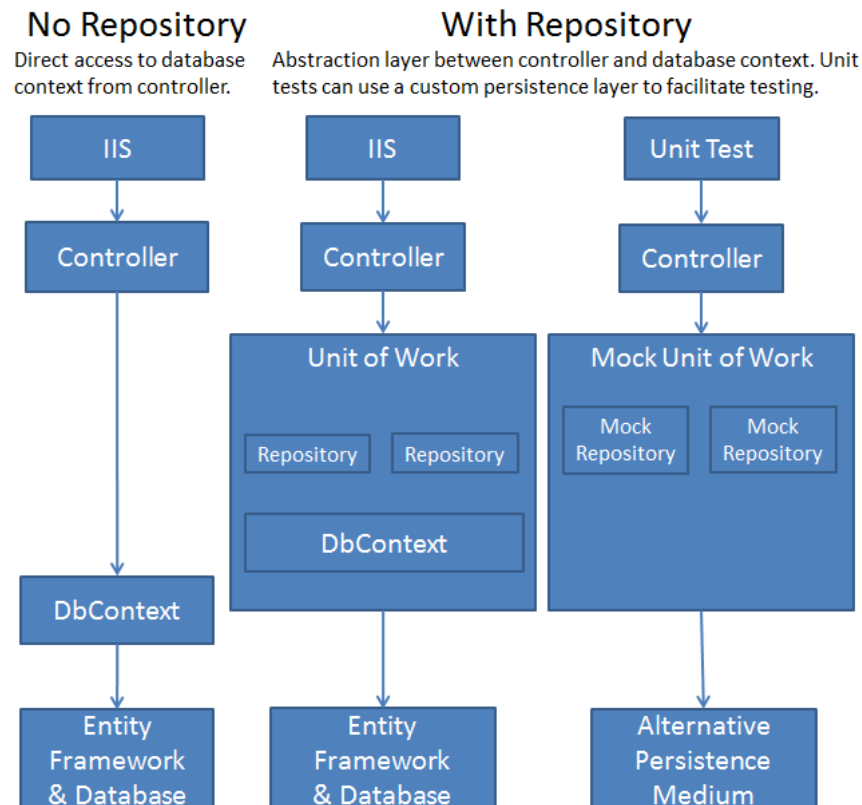 No Repository
Direct access to database
context from controller.
With Repository
Abstraction layer between controller and database context. Unit
tests can use a custom persistence layer to facilitate testing.
IIS
Controller
DbContext
Entity
Framework
& Database
IIS
Controller
Unit of Work
Repository
Repository
DbContext
Entity
Framework
& Database
Unit Test
Controller
Mock Unit of Work
Mock
Repository
Mock
Repository
Alternative
Persistence
Medium